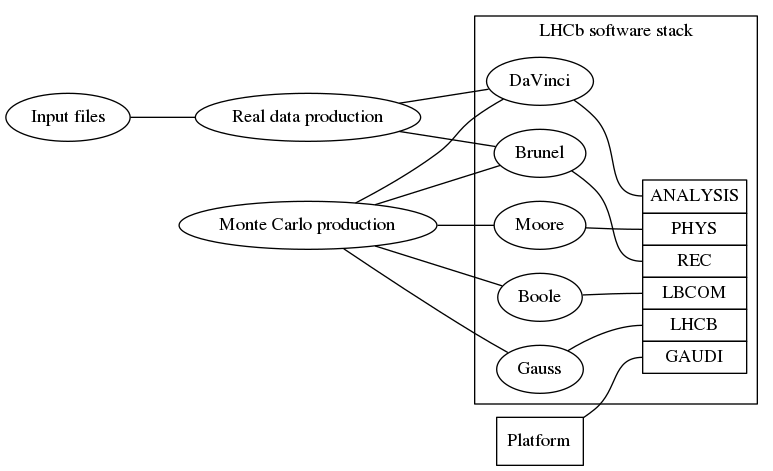 LHCb software stack
DaVinci
Input files
Real data production
Brunel
ANALYSIS
Monte Carlo production
Moore
PHYS
REC
Boole
LBCOM
LHCB
Gauss
GAUDI
Platform